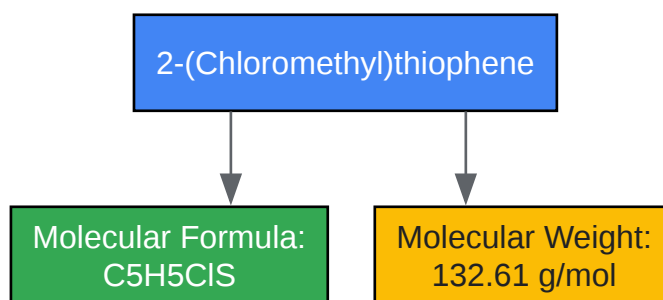 2-(Chloromethyl)thiophene
Molecular Formula:
C5H5ClS
Molecular Weight:
132.61 g/mol